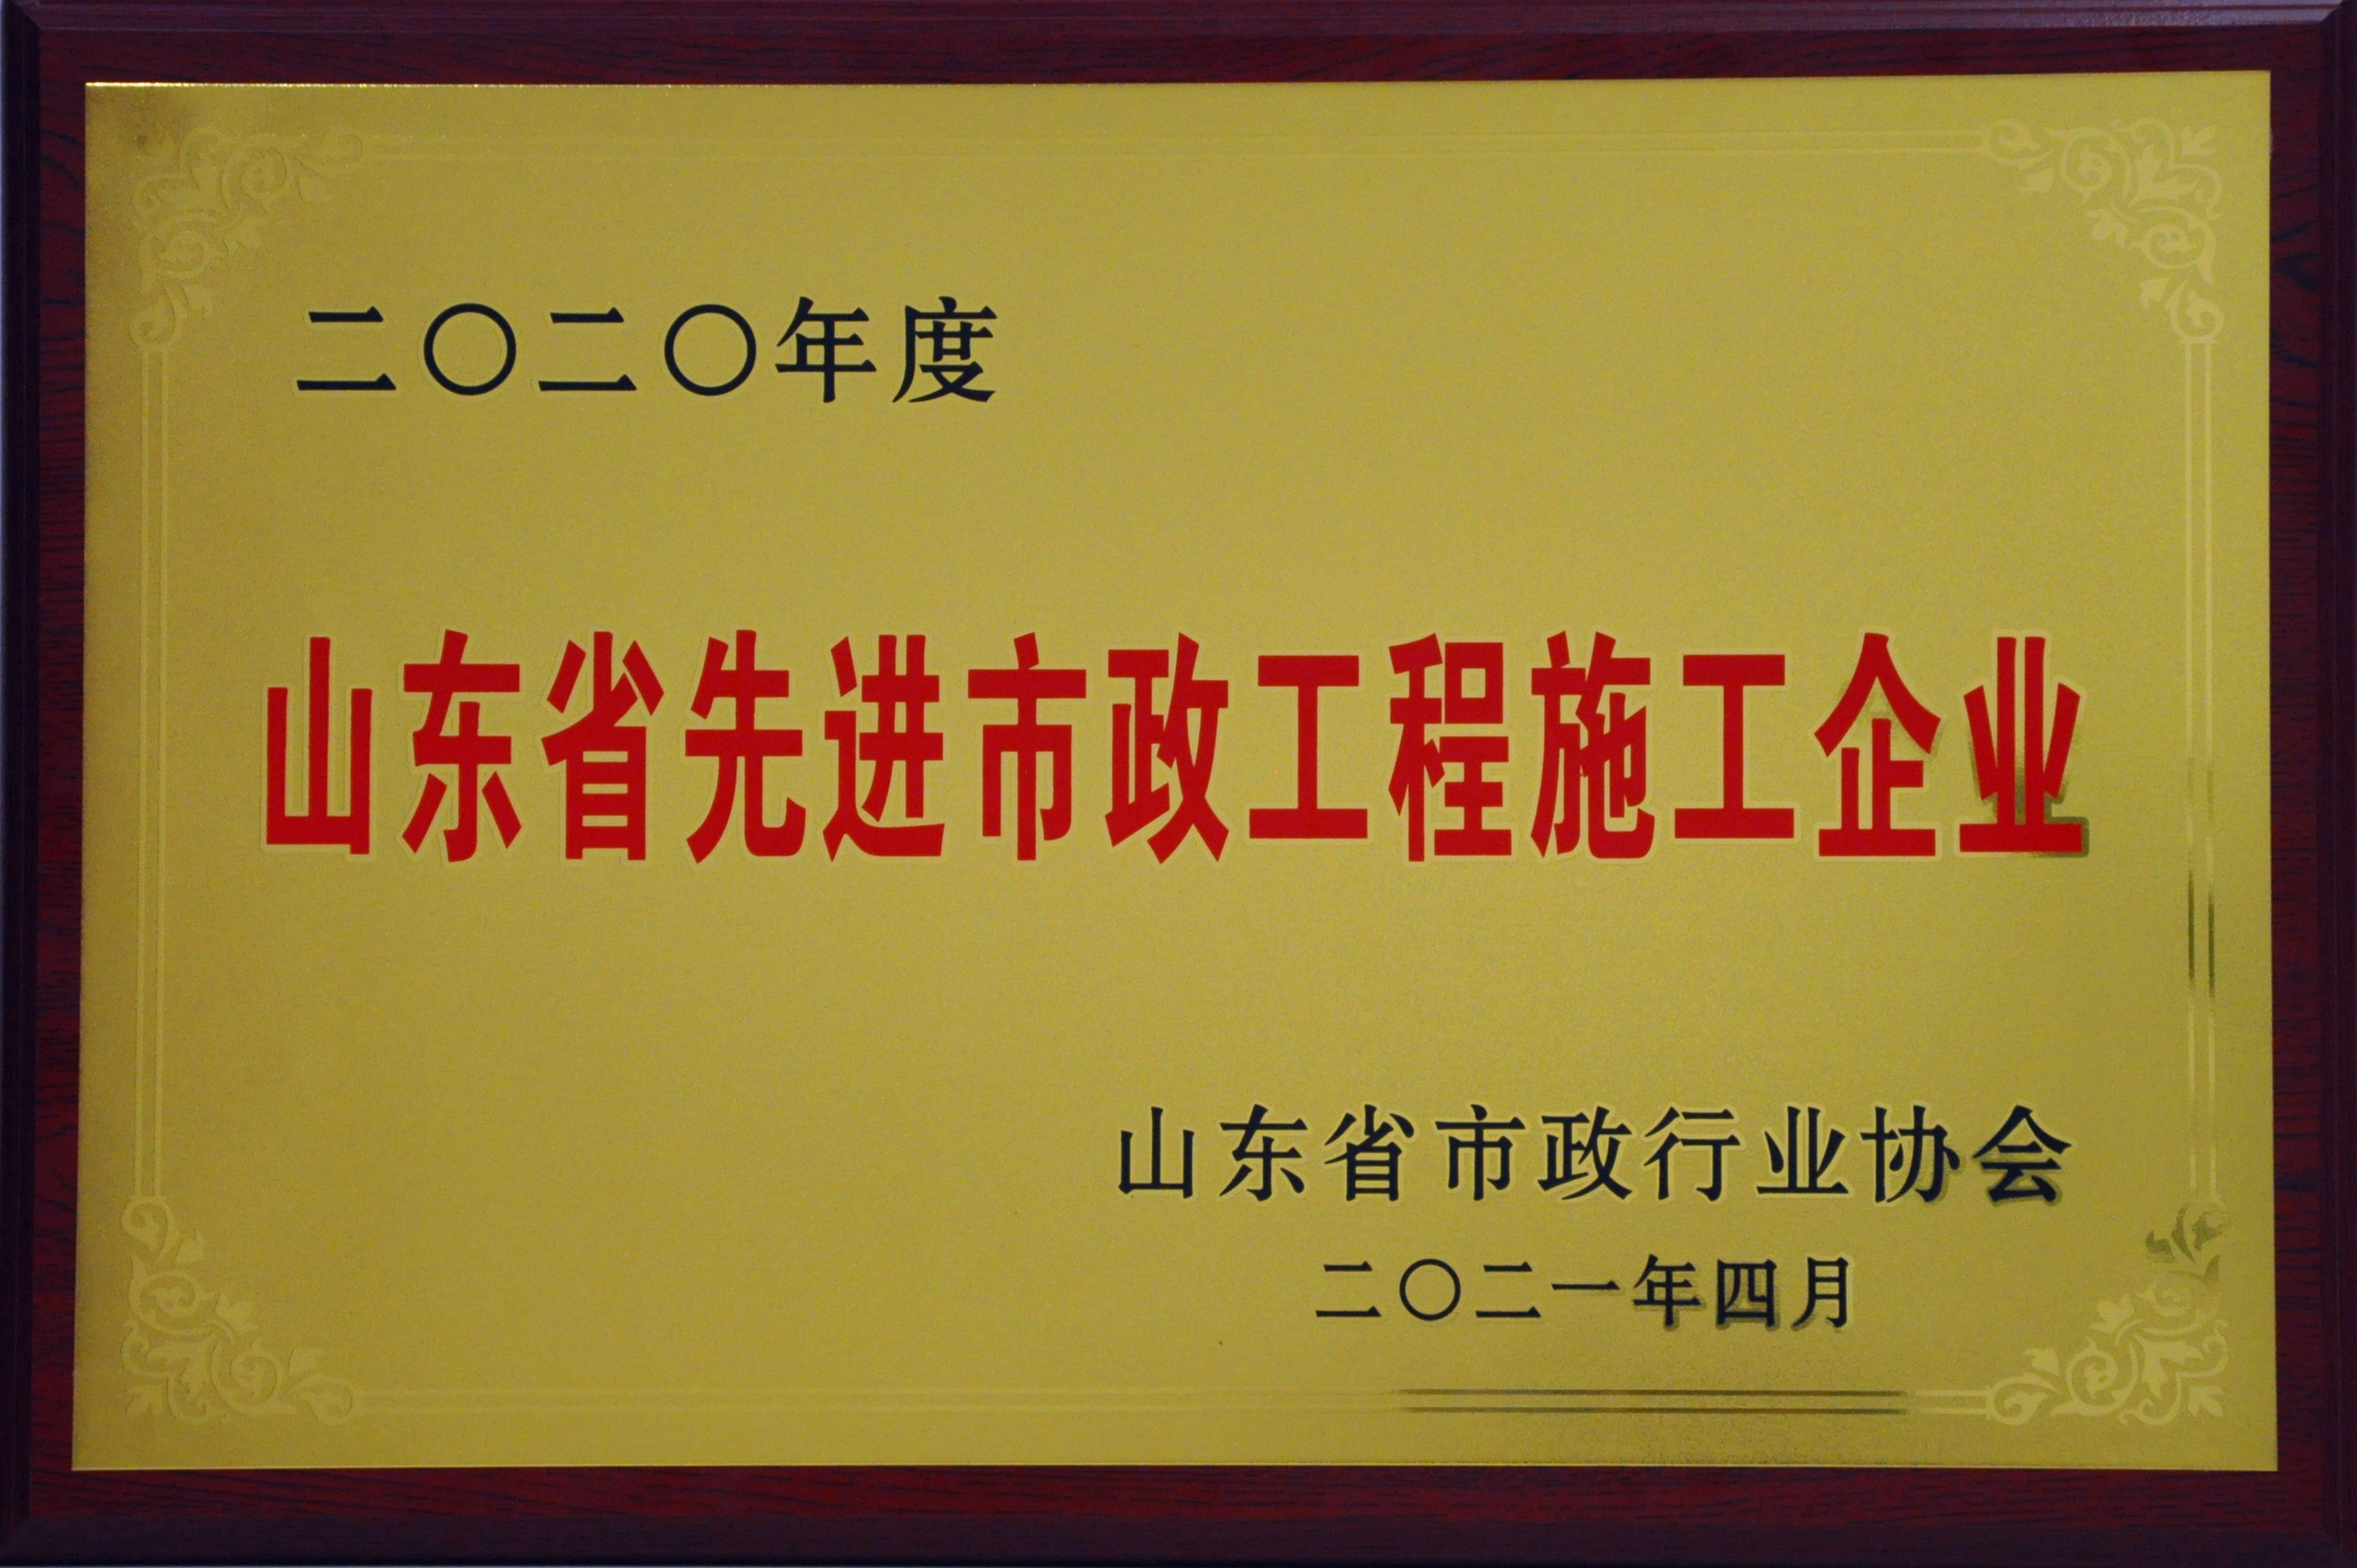 二〇二〇年度
山东省先进市政工程施工企业
山东省市政行业协会
二〇二一年四月